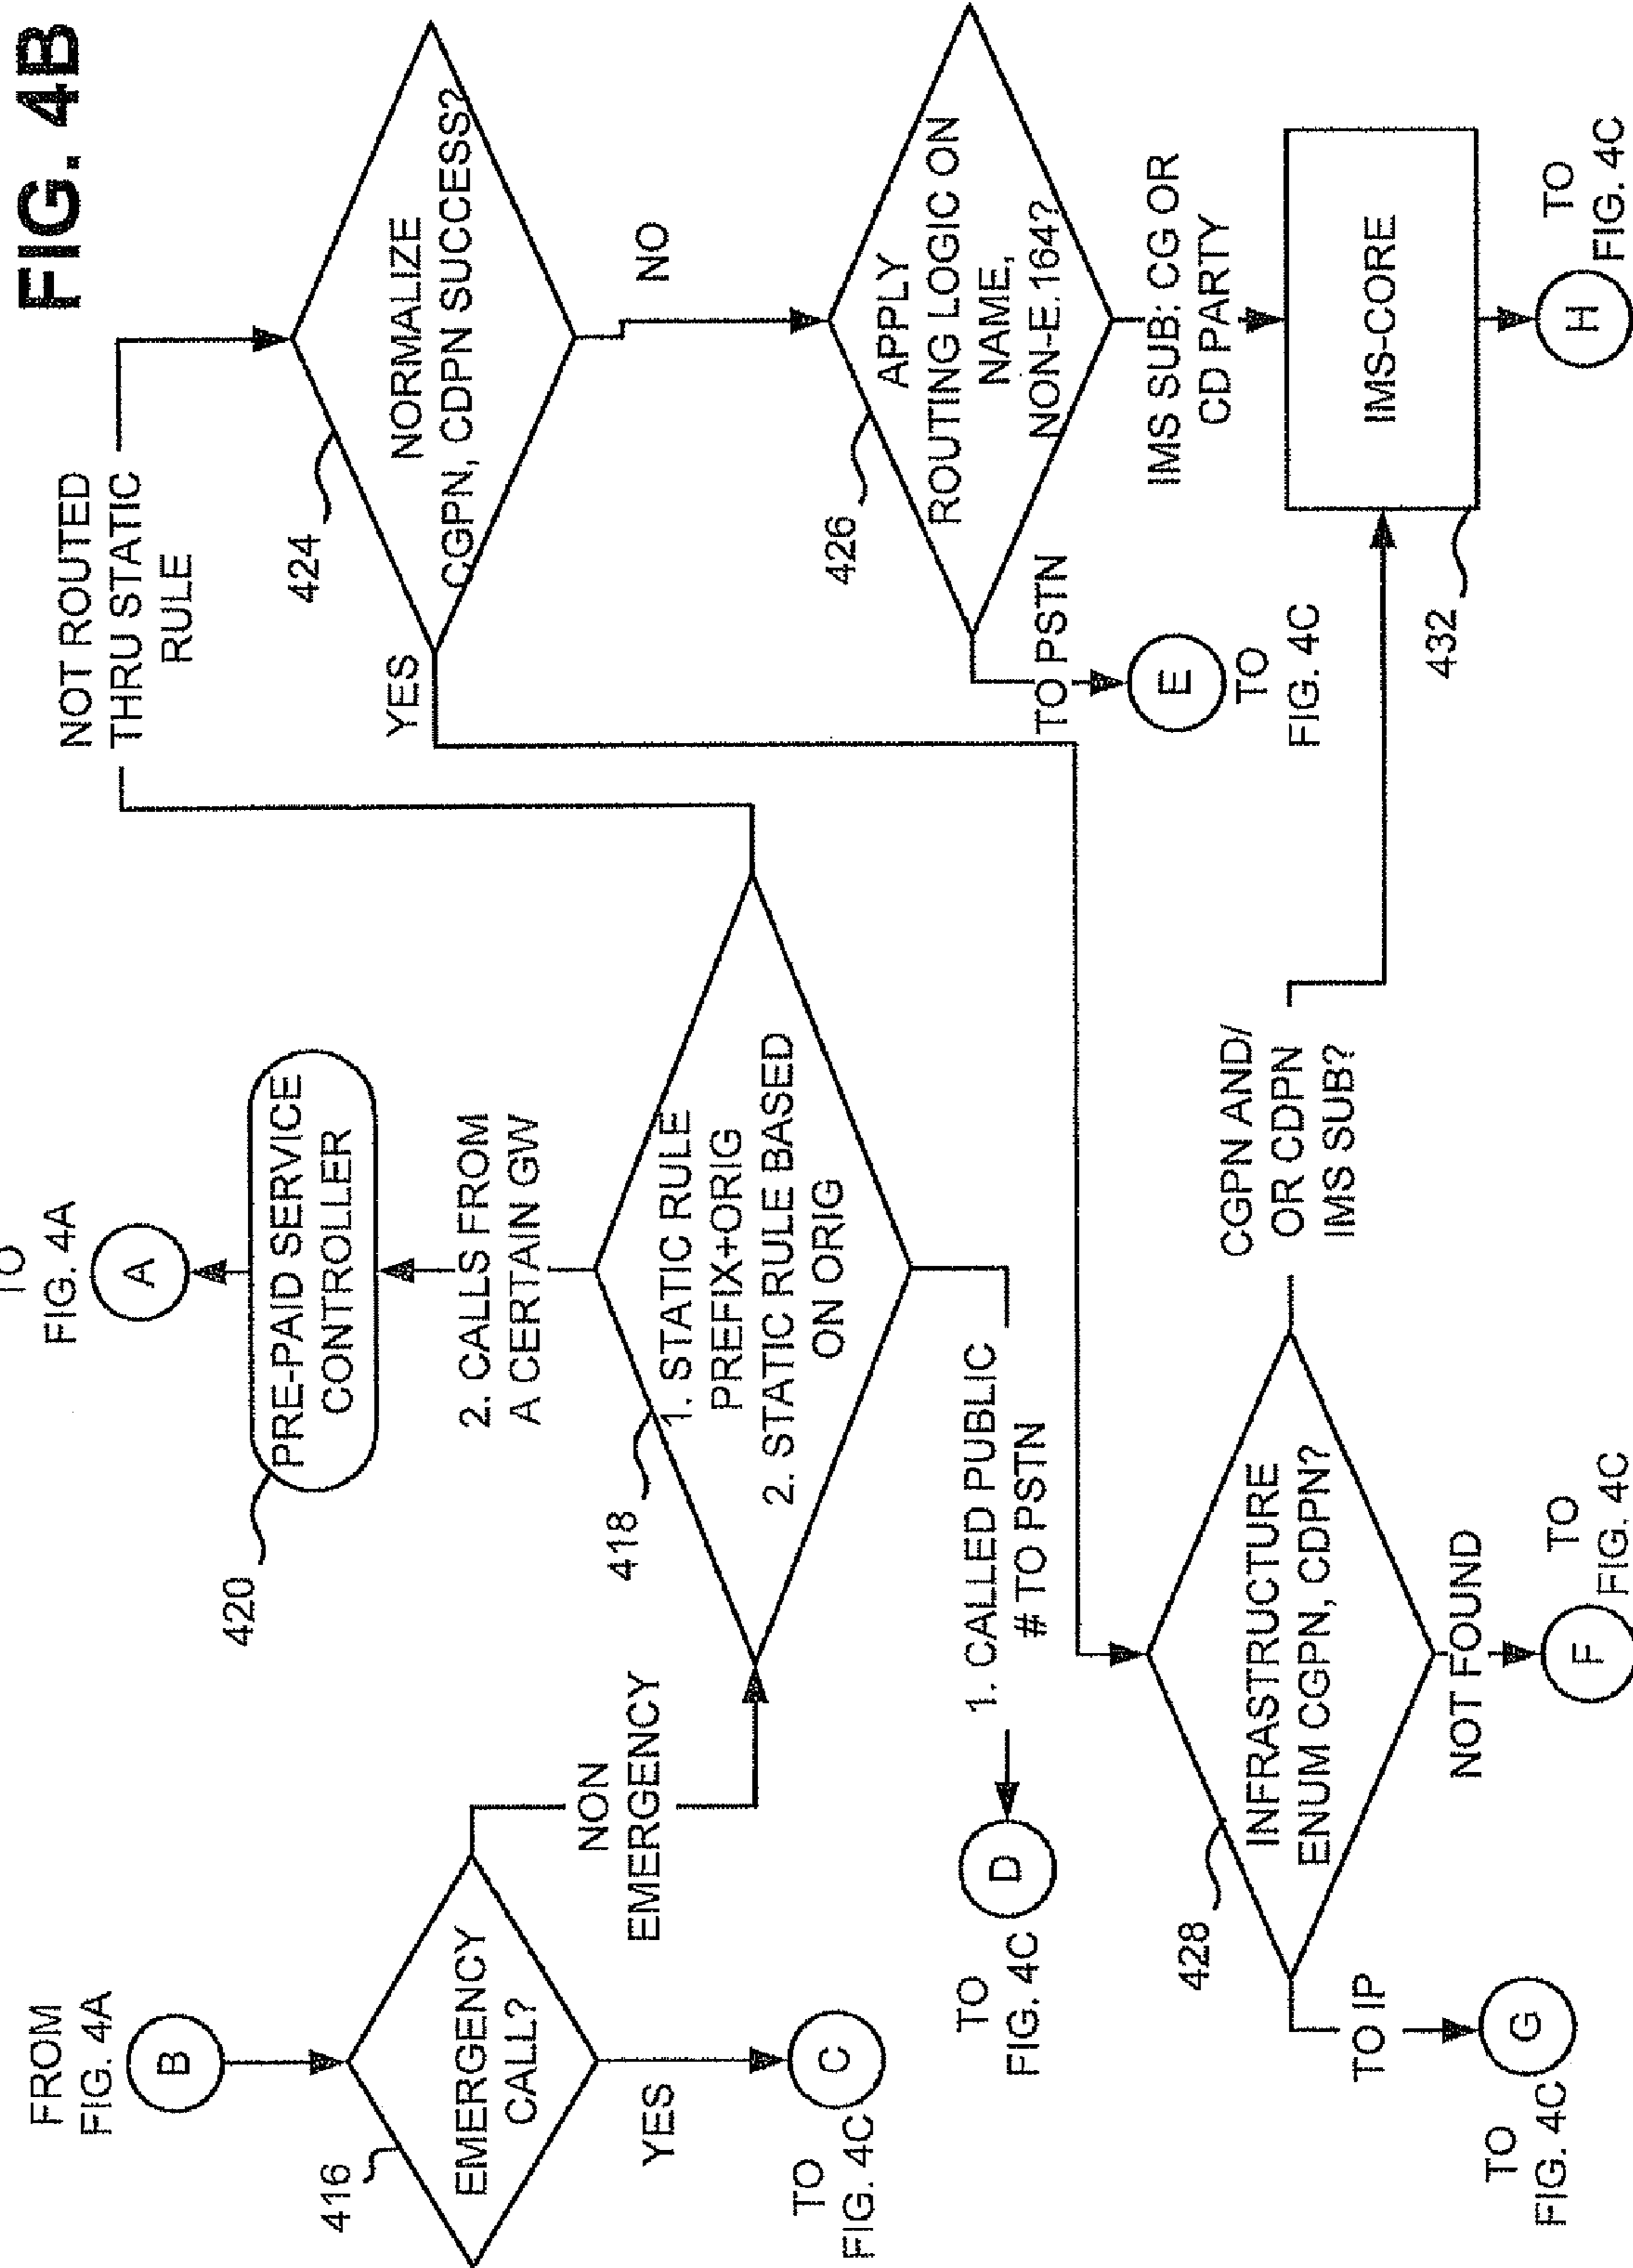 FIG. 4B
FROM
FIG. 4A
B
416
EMERGENCY
CALL?
YES
C
TO
FIG. 4C
NON
EMERGENCY
TO
FIG. 4A
A
420
PRE-PAID SERVICE
CONTROLLER
2. CALLS FROM
A CERTAIN GW
418
1. STATIC RULE
PREFIX+ORIG
2. STATIC RULE BASED
ON ORIG
1. CALLED PUBLIC
# TO PSTN
D
TO
FIG. 4C
NOT ROUTED
THRU STATIC
RULE
424
NORMALIZE
CGPN, CDPN SUCCESS?
YES
NO
426
APPLY
ROUTING LOGIC ON
NAME,
NON-E.164?
TO PSTN
E
TO
FIG. 4C
IMS SUB: CG OR
CD PARTY
428
INFRASTRUCTURE
ENUM CGPN, CDPN?
TO IP
G
TO
FIG. 4C
NOT FOUND
F
TO
FIG. 4C
CGPN AND/
OR CDPN
IMS SUB?
432
IMS-CORE
H
TO
FIG. 4C